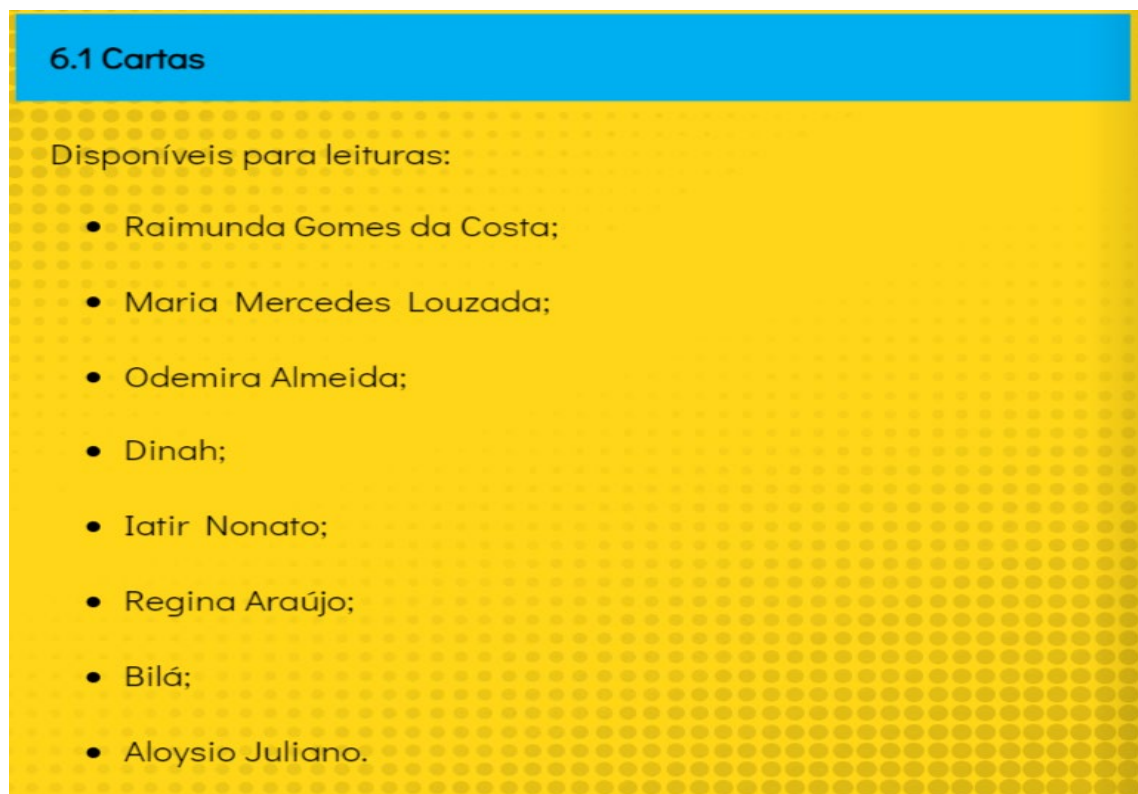 6.1 Cartas
Disponíveis para leituras:
• Raimunda Gomes da Costa;
• Maria Mercedes Louzada;
• Odemira Almeida;
• Dinah;
• Iatir Nonato;
• Regina Araújo;
• Bilá;
• Aloysio Juliano.